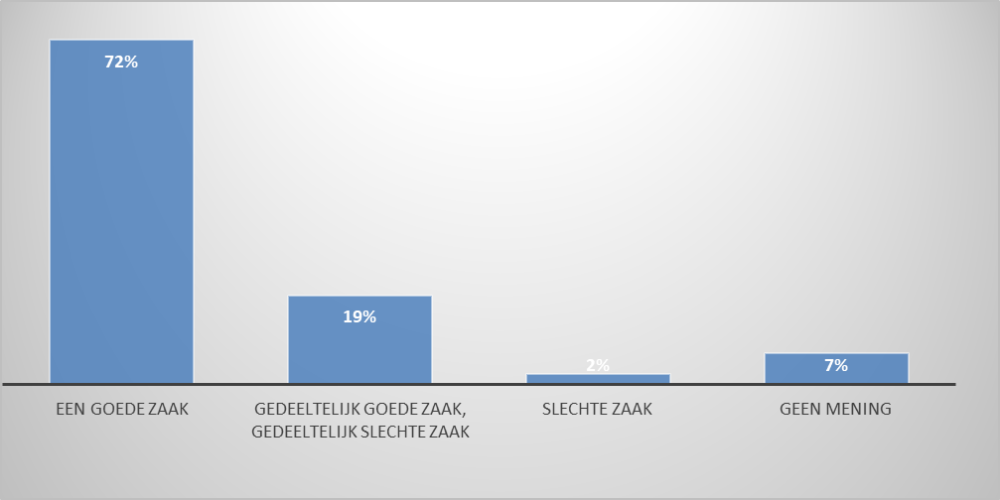 72%
19%
2%
7%
EEN GOEDE ZAAK
GEDEELTELIJK GOEDE ZAAK,
GEDEELTELIJK SLECHTE ZAAK
SLECHTE ZAAK
GEEN MENING